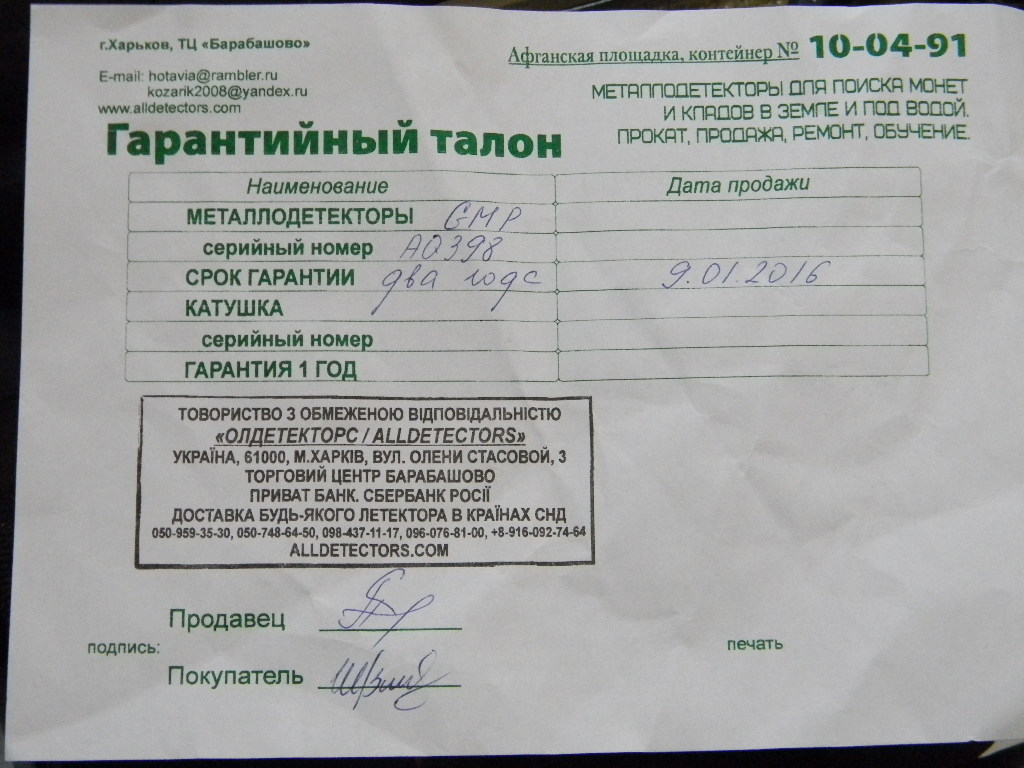 г.Харьков, ТЦ «Барабашово»
Афганская площадка, контейнер № 10-04-91
E-mail: hotavia@rambler.ru
kozarik2008@yandex.ru
www.alldetectors.com
МЕТАЛЛОДЕТЕКТОРЫ ДЛЯ ПОИСКА МОНЕТ
И КЛАДОВ В ЗЕМЛЕ И ПОД ВОДОЙ.
ПРОКАТ, ПРОДАЖА, РЕМОНТ, ОБУЧЕНИЕ.
Гарантийный талон
Наименование Дата продажи
МЕТАЛЛОДЕТЕКТОРЫ GMP
серийный номер AQ398
СРОК ГАРАНТИИ два года 9.01.2016
КАТУШКА
серийный номер
ГАРАНТИЯ 1 ГОД
ТОВОРИСТВО З ОБМЕЖЕНОЮ ВІДПОВІДАЛЬНІСТЮ
«ОЛДЕТЕКТОРС / ALLDETECTORS»
УКРАЇНА, 61000, М.ХАРКІВ, ВУЛ. ОЛЕНИ СТАСОВОЙ, 3
ТОРГОВИЙ ЦЕНТР БАРАБАШОВО
ПРИВАТ БАНК. СБЕРБАНК РОСІЇ
ДОСТАВКА БУДЬ-ЯКОГО ЛЕТЕКТОРА В КРАЇНАХ СНД
050-959-35-30, 050-748-64-50, 098-437-11-17, 096-076-81-00, +8-916-092-74-64
ALLDETECTORS.COM
Продавец
подпись:
печать
Покупатель